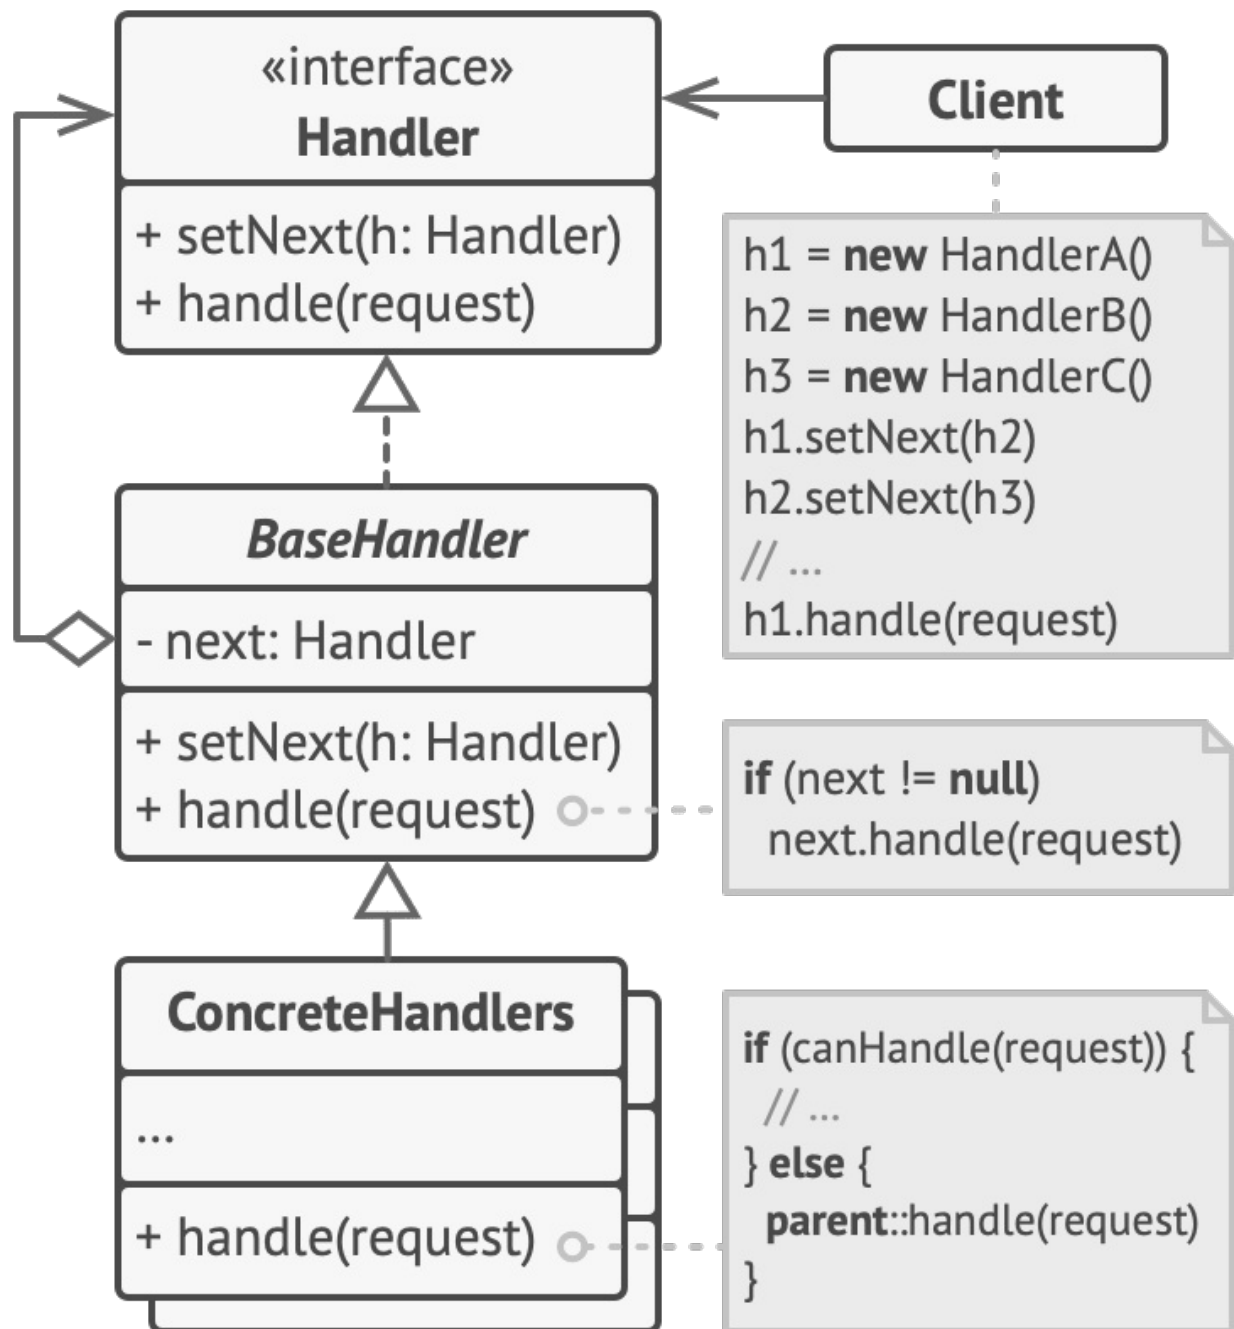 «interface»
Handler
+ setNext(h: Handler)
+ handle(request)
Client
h1 = new HandlerA()
h2 = new HandlerB()
h3 = new HandlerC()
h1.setNext(h2)
h2.setNext(h3)
// ...
h1.handle(request)
BaseHandler
- next: Handler
+ setNext(h: Handler)
+ handle(request)
if (next != null)
next.handle(request)
ConcreteHandlers
...
+ handle(request)
if (canHandle(request)) {
// ...
} else {
parent::handle(request)
}